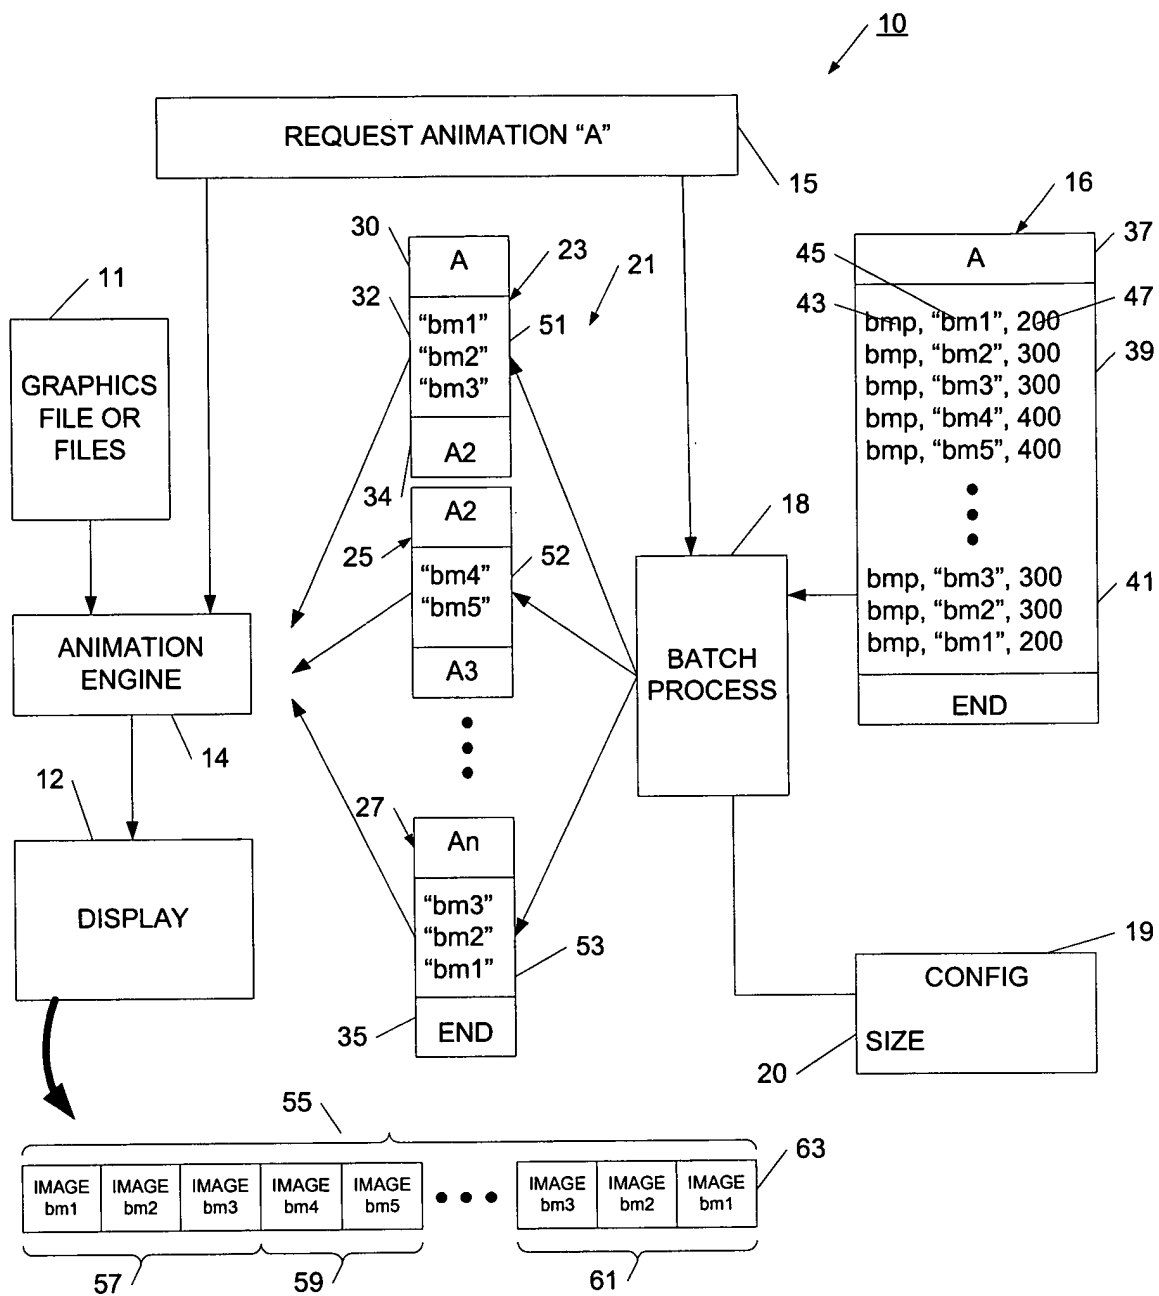 10
REQUEST ANIMATION “A”
15
16
30
A
23
21
45
A
37
11
32
“bm1”
51
“bm2”
“bm3”
43
47
bmp, “bm1”, 200
bmp, “bm2”, 300
39
bmp, “bm3”, 300
bmp, “bm4”, 400
bmp, “bm5”, 400
GRAPHICS
FILE OR
FILES
A2
34
A2
18
25
52
“bm4”
“bm5”
bmp, “bm3”, 300
41
bmp, “bm2”, 300
bmp, “bm1”, 200
ANIMATION
ENGINE
A3
BATCH
PROCESS
END
14
12
27
An
DISPLAY
“bm3”
“bm2”
“bm1”
53
19
CONFIG
35
END
SIZE
20
55
63
IMAGE
bm1
IMAGE
bm2
IMAGE
bm3
IMAGE
bm4
IMAGE
bm5
IMAGE
bm3
IMAGE
bm2
IMAGE
bm1
57
59
61